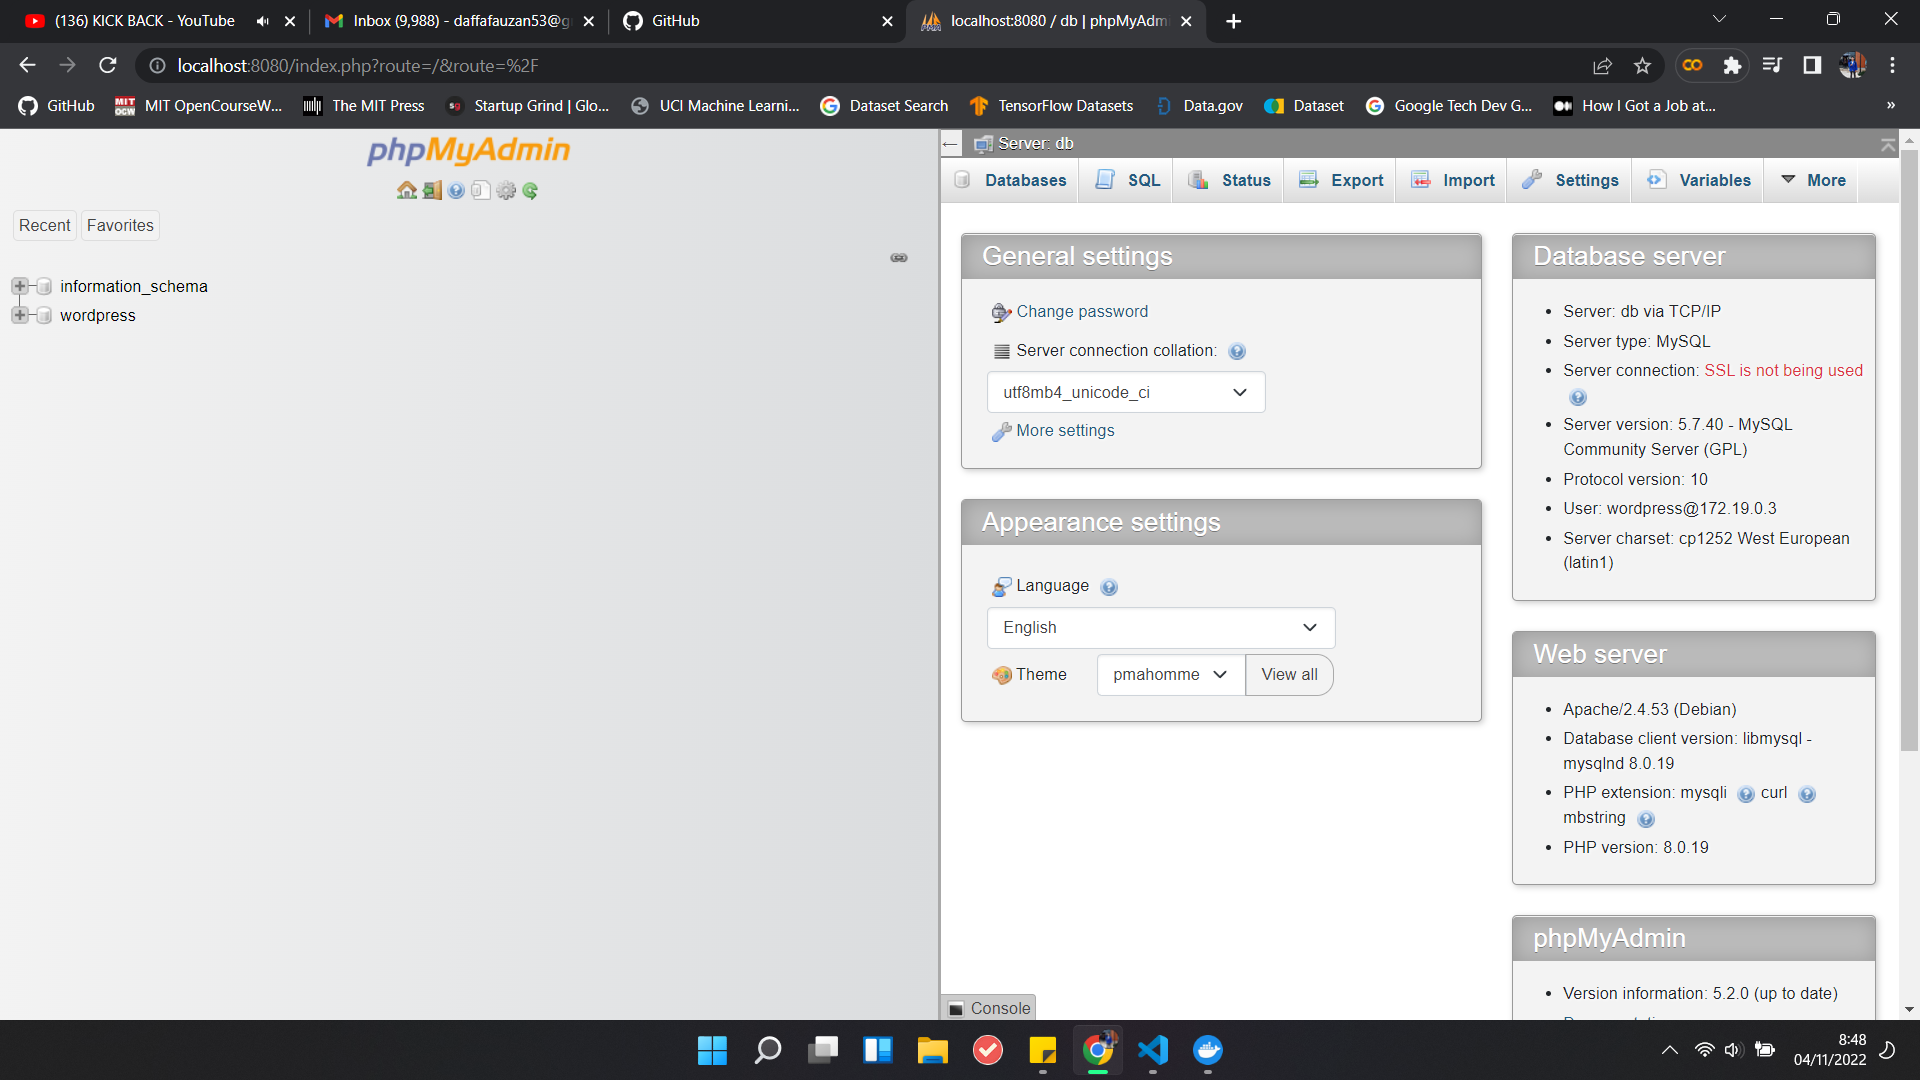 (136) KICK BACK - YouTube
Inbox (9,988) - daffafauzan53@g
GitHub
localhost:8080 / db | phpMyAdm
localhost:8080/index.php?route=/&route=%2F
GitHub
MIT OpenCourseW...
The MIT Press
Startup Grind | Glo...
UCI Machine Learni...
Dataset Search
TensorFlow Datasets
Data.gov
Dataset
Google Tech Dev G...
How I Got a Job at...
»
phpMyAdmin
Recent
Favorites
information_schema
wordpress
Server: db
Databases
SQL
Status
Export
Import
Settings
Variables
More
General settings
Change password
Server connection collation:
utf8mb4_unicode_ci
More settings
Appearance settings
Language
English
Theme
pmahomme
View all
Database server
• Server: db via TCP/IP
• Server type: MySQL
• Server connection: SSL is not being used
• Server version: 5.7.40 - MySQL
Community Server (GPL)
• Protocol version: 10
• User: wordpress@172.19.0.3
• Server charset: cp1252 West European
(latin1)
Web server
• Apache/2.4.53 (Debian)
• Database client version: libmysql -
mysqlnd 8.0.19
• PHP extension: mysqli curl
mbstring
• PHP version: 8.0.19
phpMyAdmin
• Version information: 5.2.0 (up to date)
Console
8:48
04/11/2022